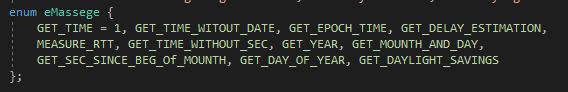 enum eMassege {
GET_TIME = 1, GET_TIME_WITOUT_DATE, GET_EPOCH_TIME, GET_DELAY_ESTIMATION,
MEASURE_RTT, GET_TIME_WITHOUT_SEC, GET_YEAR, GET_MOUNTH_AND_DAY,
GET_SEC_SINCE_BEG_Of_MOUNTH, GET_DAY_OF_YEAR, GET_DAYLIGHT_SAVINGS
};